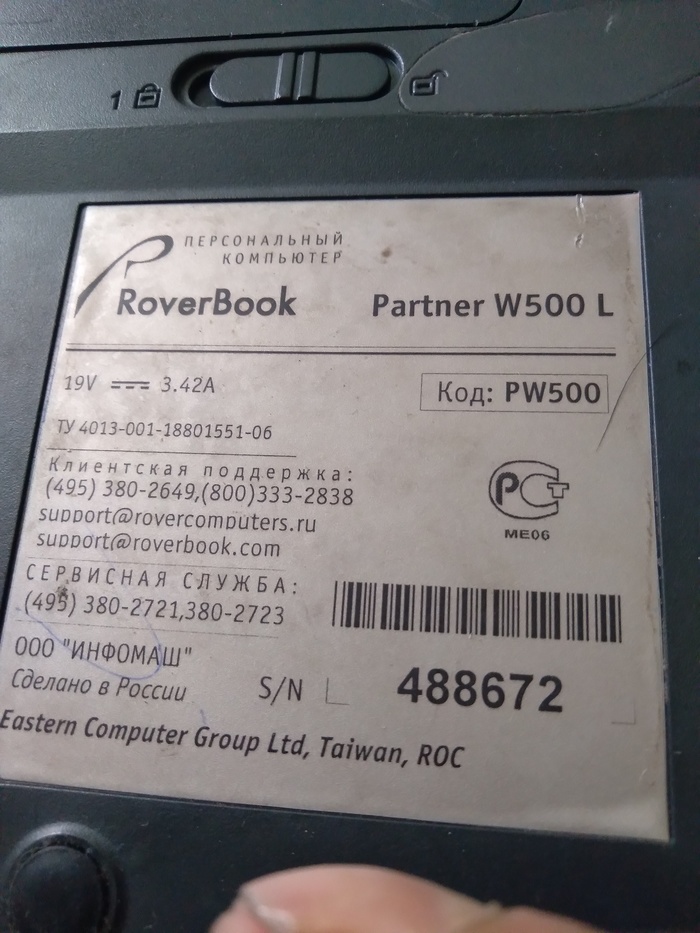 1
ПЕРСОНАЛЬНЫЙ
КОМПЬЮТЕР
RoverBook
Partner W500 L
19V 3.42A
Код: PW500
ТУ 4013-001-18801551-06
Клиентская поддержка:
(495) 380-2649,(800)333-2838
support@rovercomputers.ru
support@roverbook.com
РСТ
ME06
СЕРВИСНАЯ СЛУЖБА:
(495) 380-2721,380-2723
ООО "ИНФОМАШ"
Сделано в России
S/N 488672
Eastern Computer Group Ltd, Taiwan, ROC